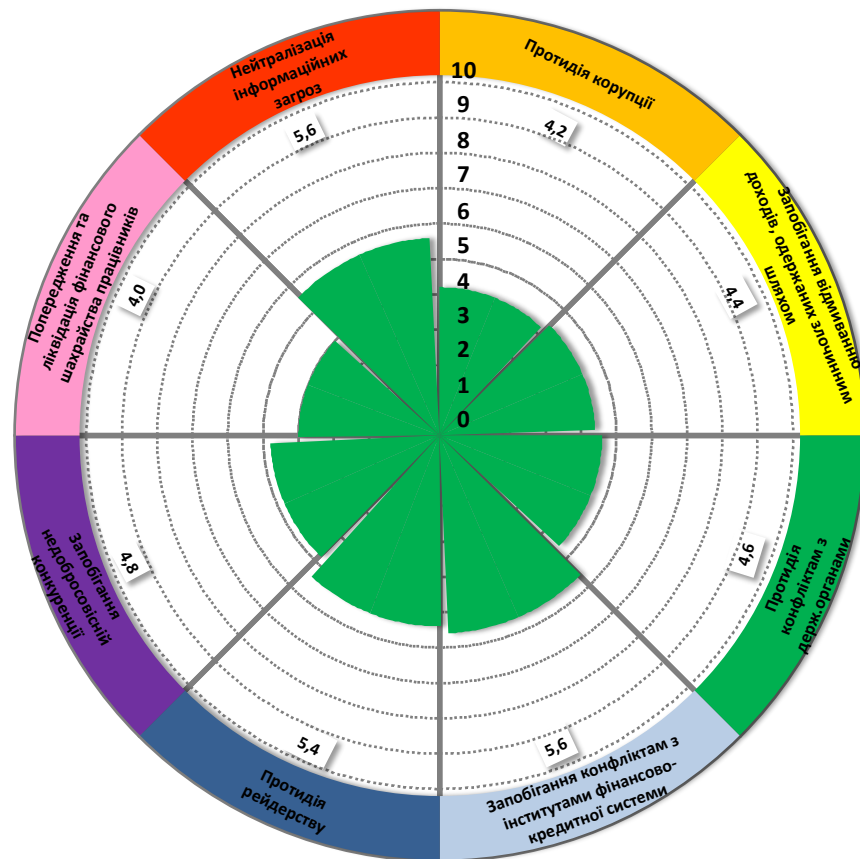 Нейтралізація
інформаційних
загроз
5,6
Протидія корупції
4,2
Запобігання відмиванню
доходів, одержаних злочинним
шляхом
4,4
Протидія
конфліктам з
держ.органами
4,6
Запобігання конфліктам з
інститутами фінансово-
кредитної системи
5,6
Протидія
рейдерству
5,4
Запобігання
недобросовісній
конкуренції
4,8
Попередження та
ліквідація фінансового
шахрайства працівників
4,0
10
9
8
7
6
5
4
3
2
1
0